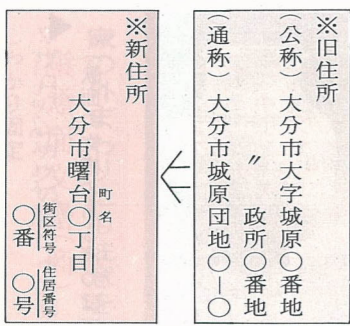 ※旧住所
(公称) 大分市大字城原○番地
〃 政所○番地
(通称) 大分市城原団地○−○
※新住所
大分市曙台○丁目
町名
○番 ○号
街区符号 住居番号